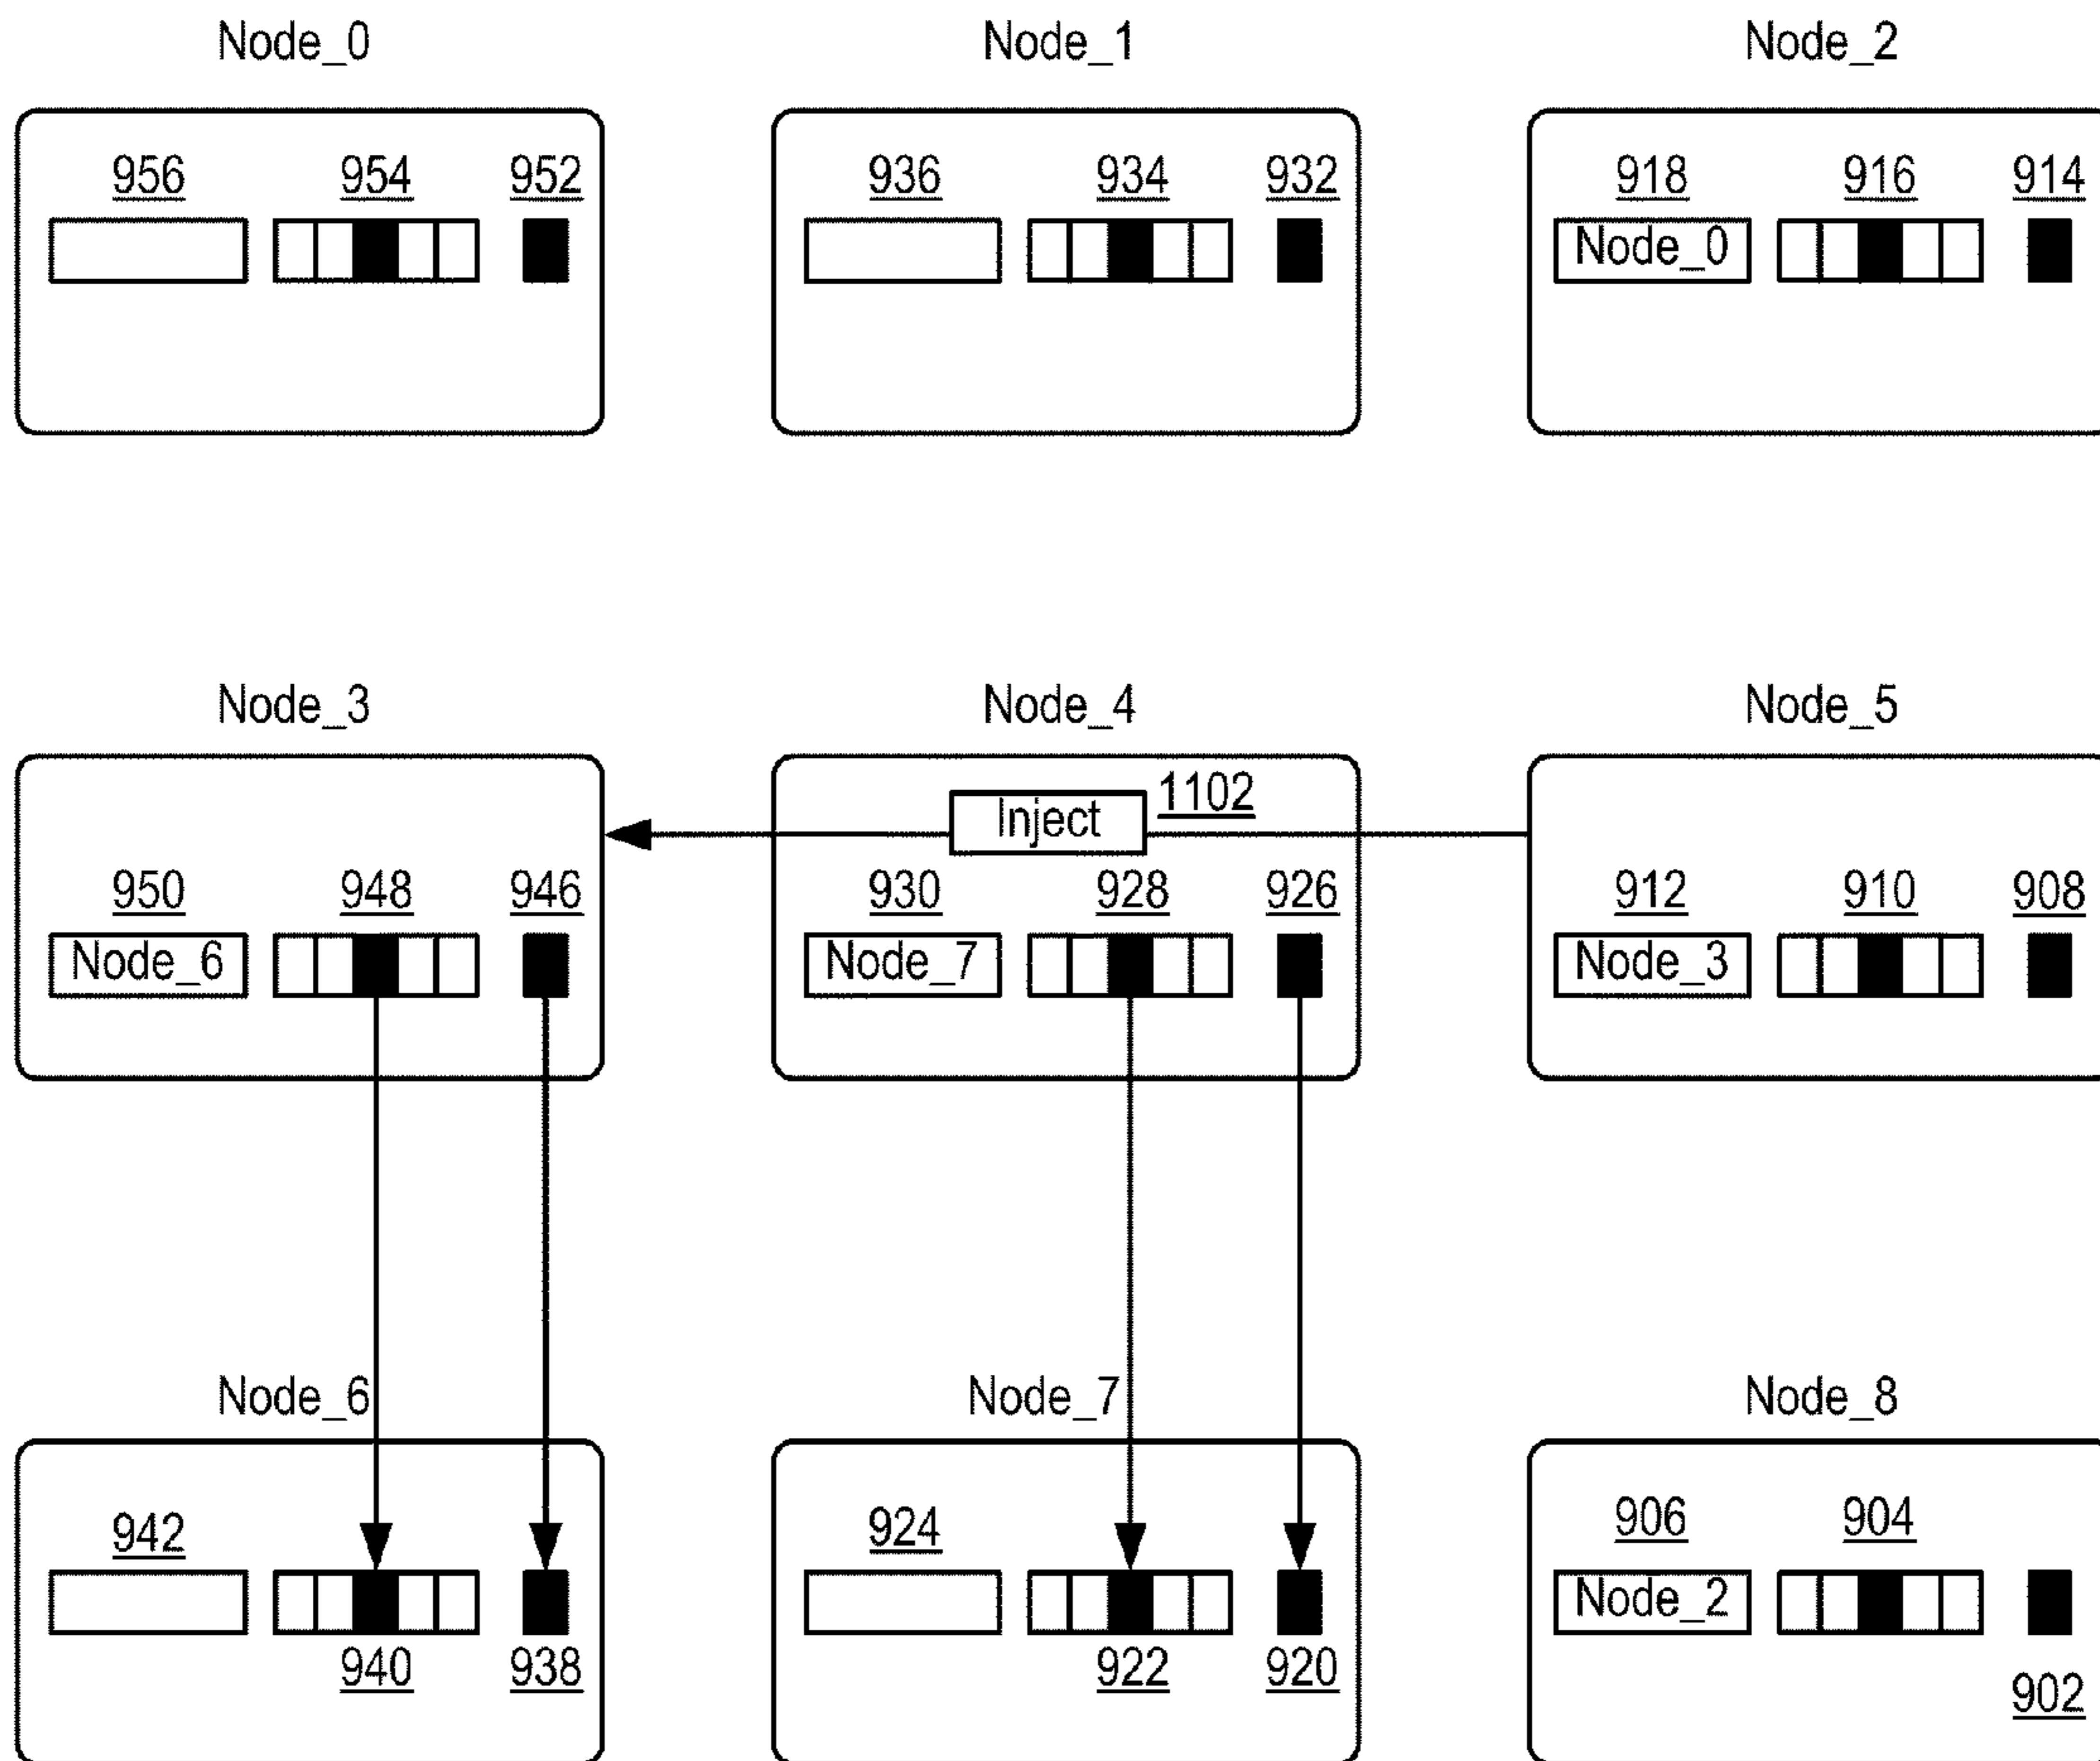 Node_0 Node_1 Node_2
956 954 952 936 934 932 918 916 914
Node_0
Node_3 Node_4 Node_5
Inject 1102
950 948 946 930 928 926 912 910 908
Node_6 Node_7 Node_3
Node_6 Node_7 Node_8
942 924 906 904
Node_2
940 938 922 920 902